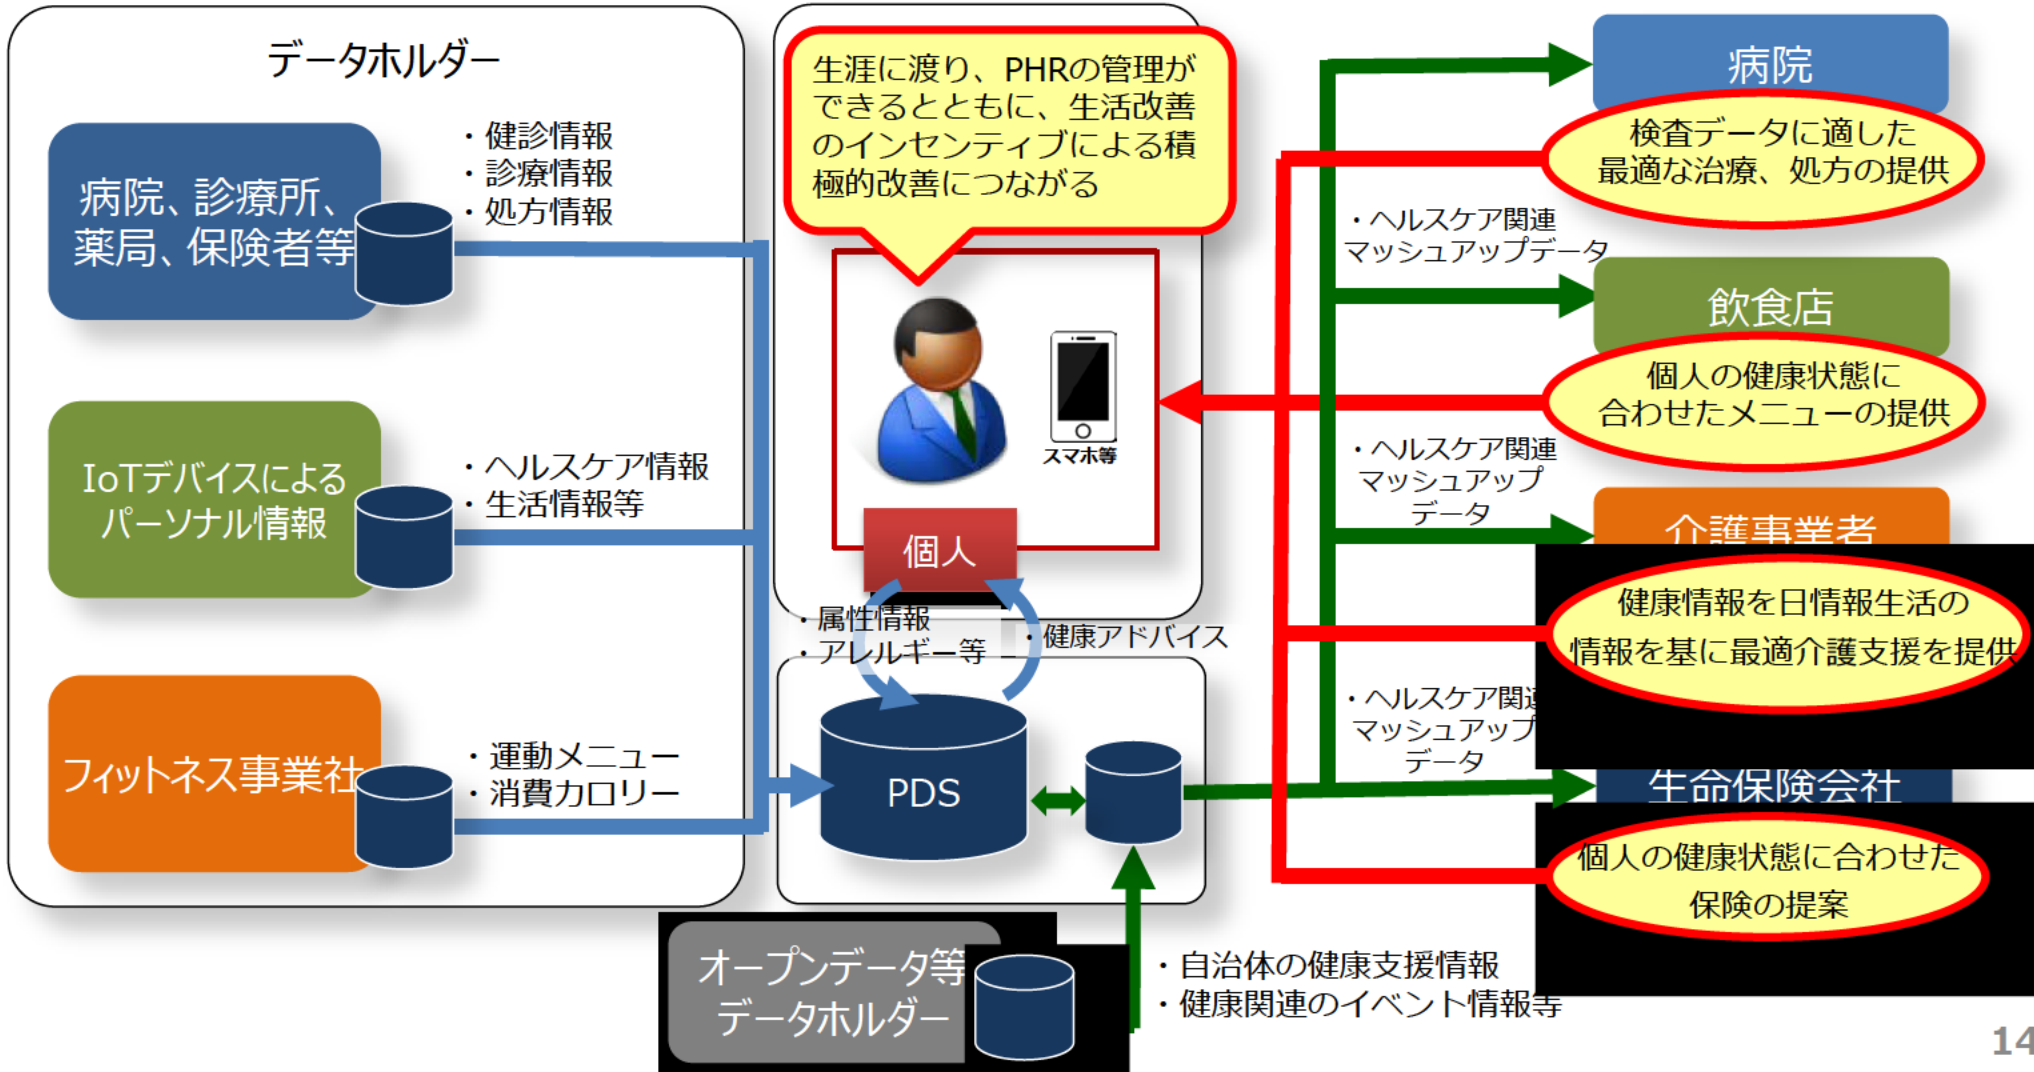 データホルダー
病院、診療所、
薬局、保険者等
・健診情報
・診療情報
・処方情報
IoTデバイスによる
パーソナル情報
・ヘルスケア情報
・生活情報等
フィットネス事業社
・運動メニュー
・消費カロリー
生涯に渡り、PHRの管理が
できるとともに、生活改善
のインセンティブによる積
極的改善につながる
スマホ等
個人
・属性情報
・アレルギー等
・健康アドバイス
PDS
オープンデータ等
データホルダー
・自治体の健康支援情報
・健康関連のイベント情報等
病院
検査データに適した
最適な治療、処方の提供
・ヘルスケア関連
マッシュアップデータ
飲食店
個人の健康状態に
合わせたメニューの提供
・ヘルスケア関連
マッシュアップ
データ
介護事業者
健康情報を日情報生活の
情報を基に最適介護支援を提供
・ヘルスケア関連
マッシュアップ
データ
生命保険会社
個人の健康状態に合わせた
保険の提案
14